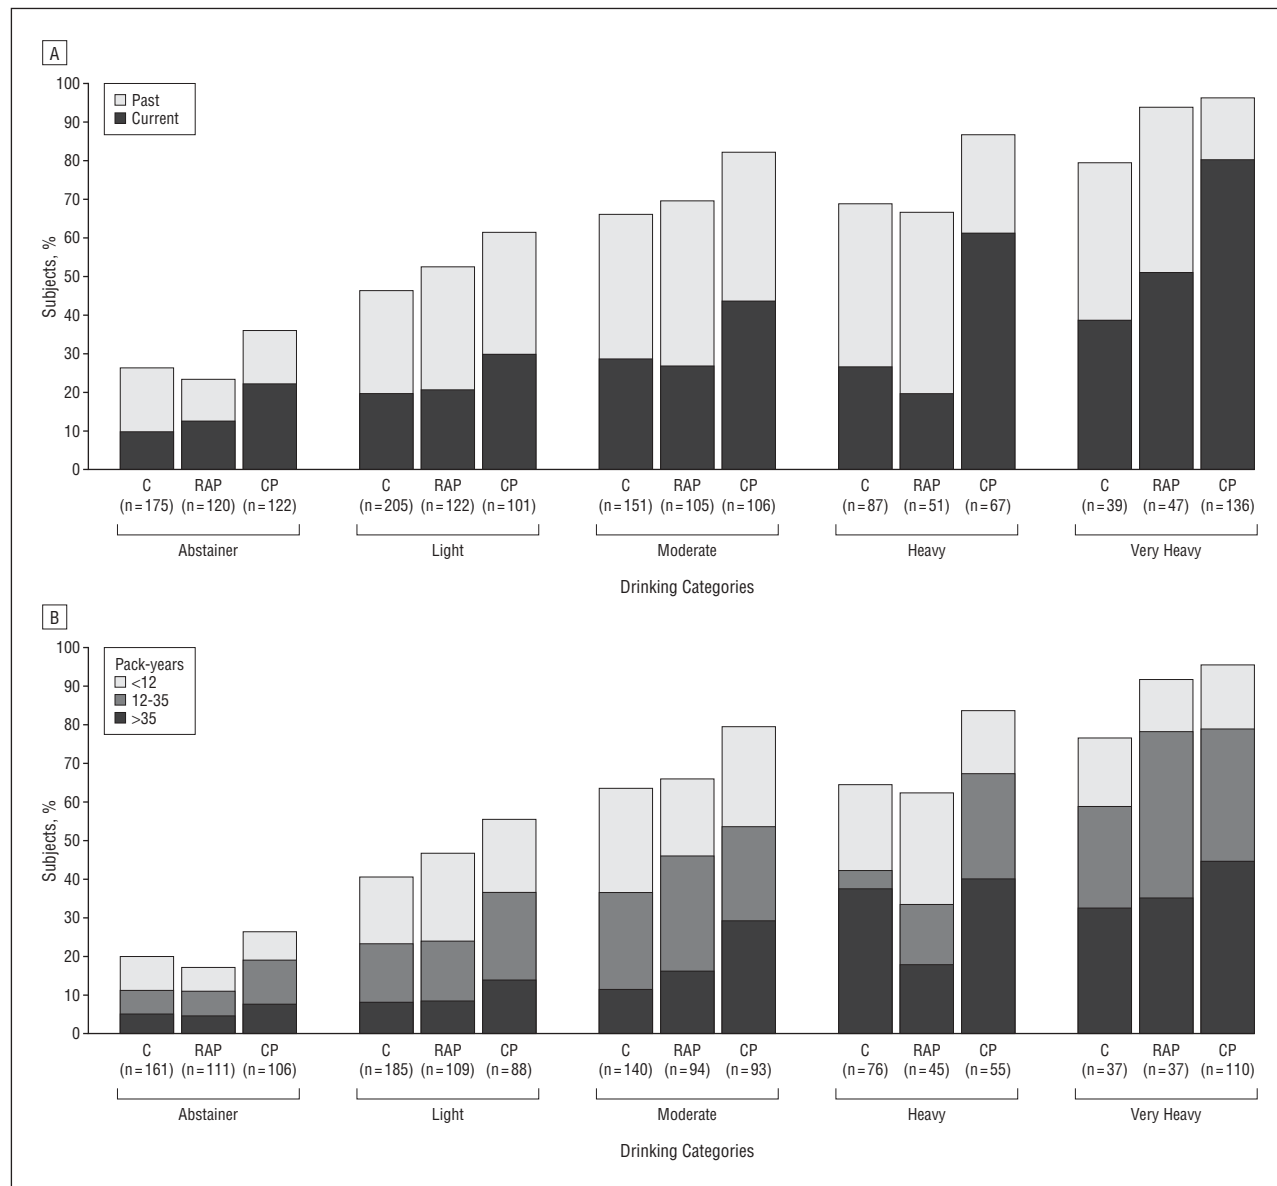 A
100
90
80
70
60
50
40
30
20
10
0
Subjects, %
Past
Current
C RAP CP C RAP CP C RAP CP C RAP CP C RAP CP
(n=175) (n=120) (n=122) (n=205) (n=122) (n=101) (n=151) (n=105) (n=106) (n=87) (n=51) (n=67) (n=39) (n=47) (n=136)
Abstainer Light Moderate Heavy Very Heavy
Drinking Categories
B
100
90
80
70
60
50
40
30
20
10
0
Subjects, %
Pack-years
<12
12-35
>35
C RAP CP C RAP CP C RAP CP C RAP CP C RAP CP
(n=161) (n=111) (n=106) (n=185) (n=109) (n=88) (n=140) (n=94) (n=93) (n=76) (n=45) (n=55) (n=37) (n=37) (n=110)
Abstainer Light Moderate Heavy Very Heavy
Drinking Categories